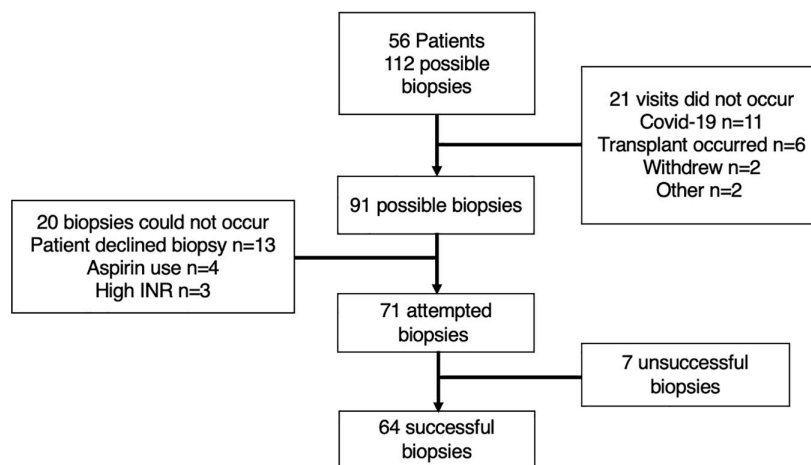 56 Patients
112 possible
biopsies
21 visits did not occur
Covid-19 n=11
Transplant occurred n=6
Withdrew n=2
Other n=2
91 possible biopsies
20 biopsies could not occur
Patient declined biopsy n=13
Aspirin use n=4
High INR n=3
71 attempted
biopsies
7 unsuccessful
biopsies
64 successful
biopsies